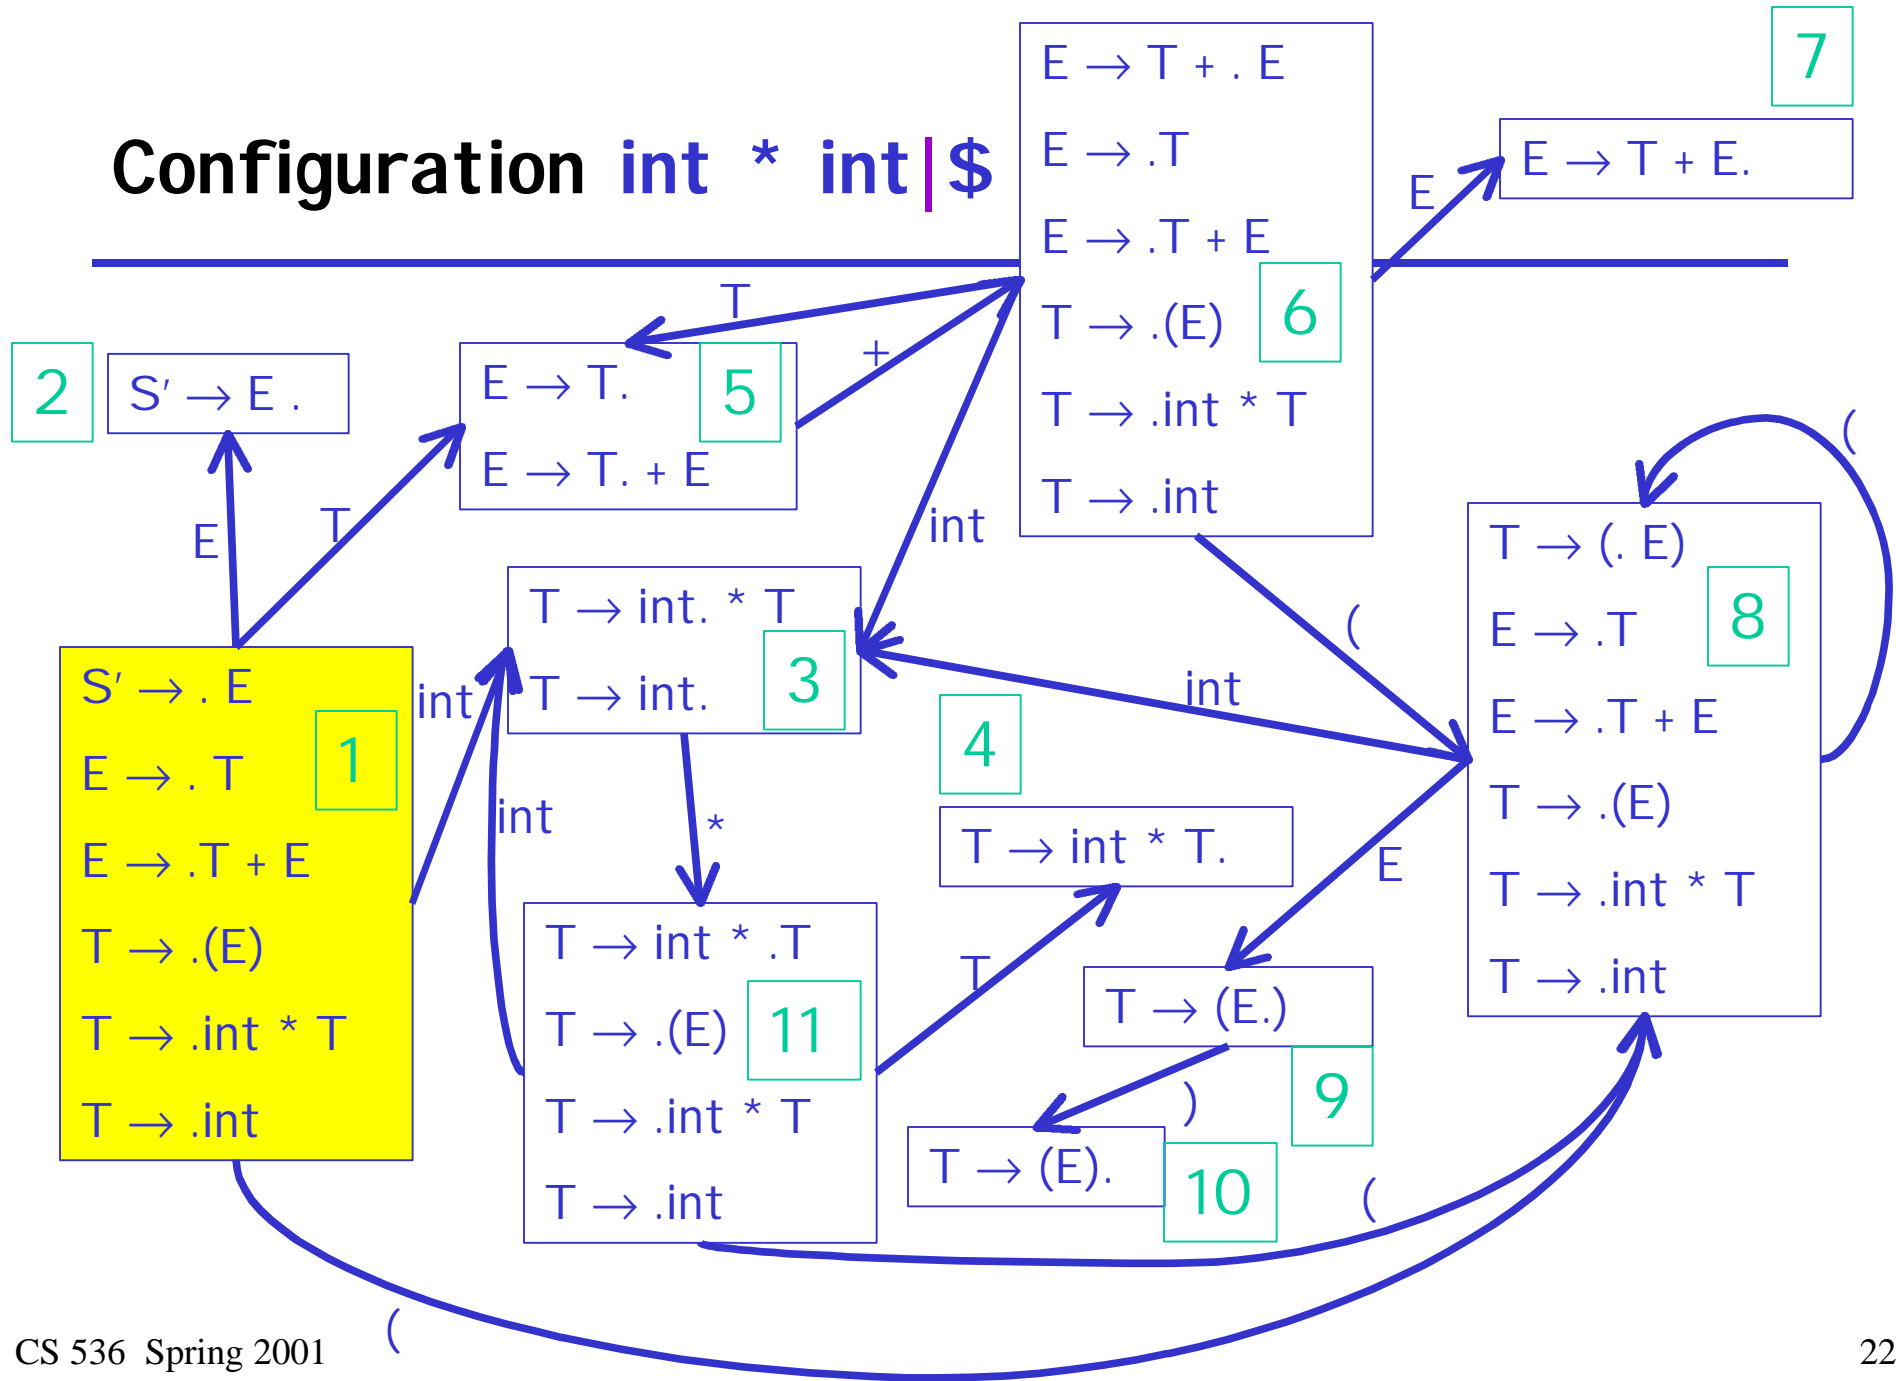 Configuration int * int|$
E → T + . E
E → .T
E → .T + E
T → .(E)
T → .int * T
T → .int
6
7
E → T + E.
E
2
S′ → E .
E → T.
E → T. + E
5
T
+
E
T
int
T → int. * T
T → int.
3
int
int
*
int
(
(
S′ → . E
E → . T
E → .T + E
T → .(E)
T → .int * T
T → .int
1
4
T → int * T.
T
T → int * .T
T → .(E)
T → .int * T
T → .int
11
T → (. E)
E → .T
E → .T + E
T → .(E)
T → .int * T
T → .int
8
E
T → (E.)
9
)
T → (E).
10
(
(
CS 536 Spring 2001
22